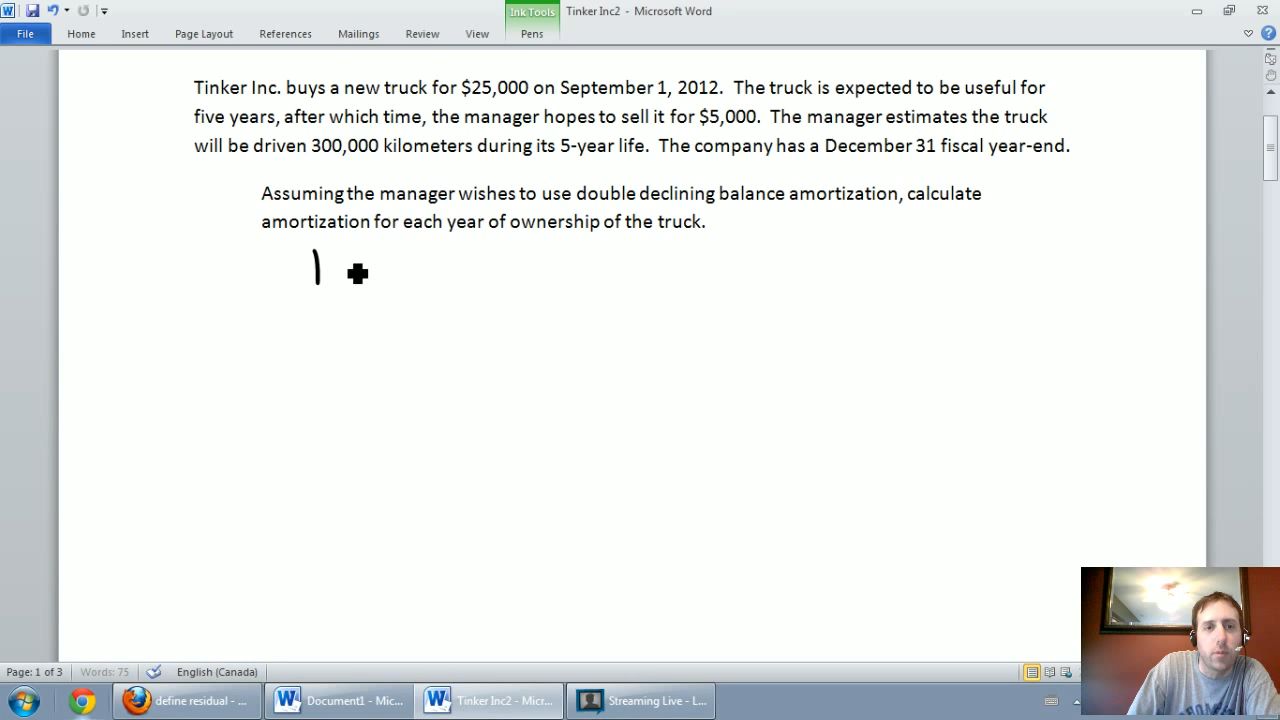 Ink Tools
Tinker Inc2 - Microsoft Word
File Home Insert Page Layout References Mailings Review View Pens
Tinker Inc. buys a new truck for $25,000 on September 1, 2012. The truck is expected to be useful for
five years, after which time, the manager hopes to sell it for $5,000. The manager estimates the truck
will be driven 300,000 kilometers during its 5-year life. The company has a December 31 fiscal year-end.
Assuming the manager wishes to use double declining balance amortization, calculate
amortization for each year of ownership of the truck.
1
Page: 1 of 3 Words: 75 English (Canada)
define residual - ... Document1 - Mic... Tinker Inc2 - Micr... Streaming Live - L...